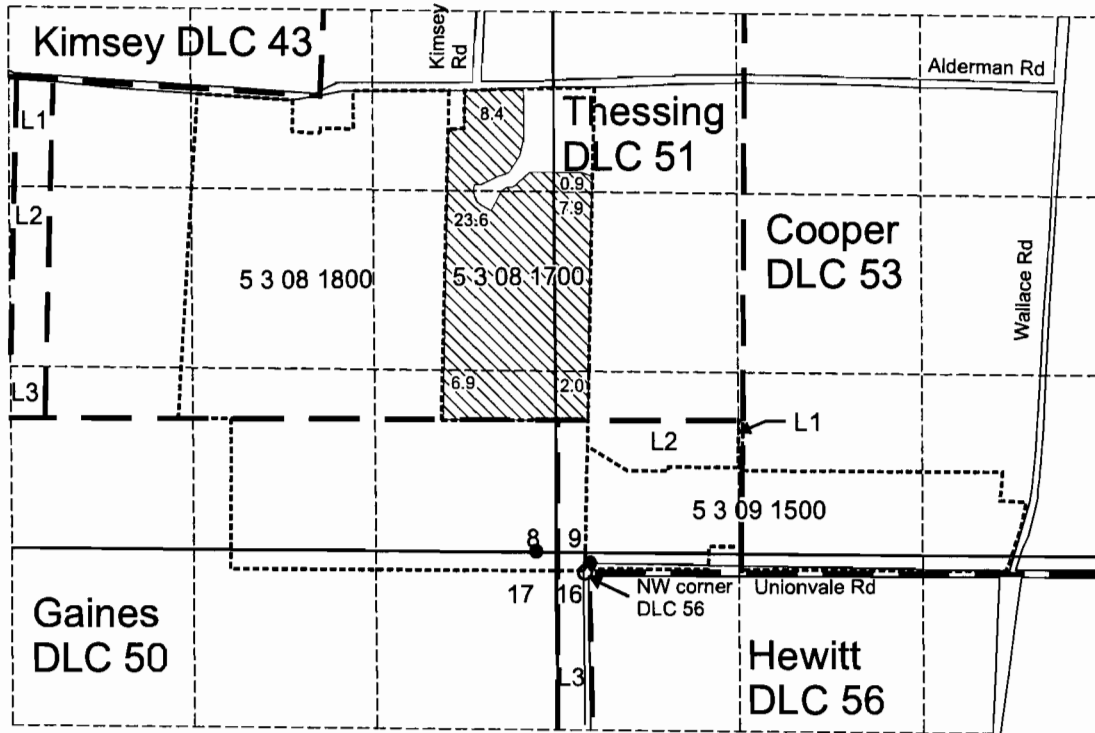 Kimsey DLC 43
Kimsey
Rd
Alderman Rd
L1
8.4
Thessing
DLC 51
0.9
7.9
L2
23.6
Cooper
DLC 53
5 3 08 1800
5 3 08 1700
Wallace Rd
L3
6.9
2.0
L1
L2
5 3 09 1500
8
9
17
16
NW corner
DLC 56
Unionvale Rd
Gaines
DLC 50
L3
Hewitt
DLC 56